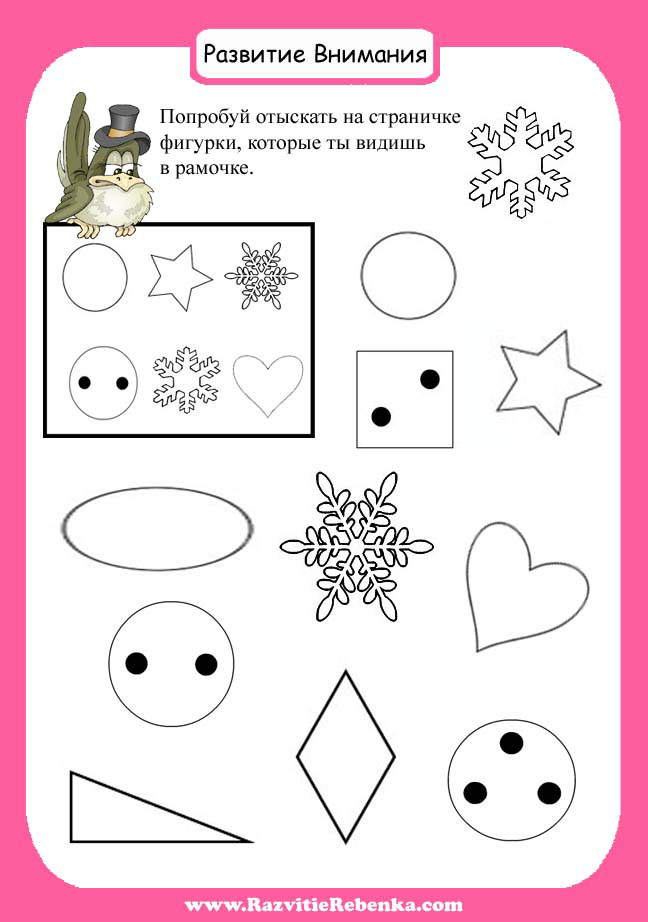 Развитие Внимания
Попробуй отыскать на страничке
фигурки, которые ты видишь
в рамочке.
www.RazvitieRebenka.com